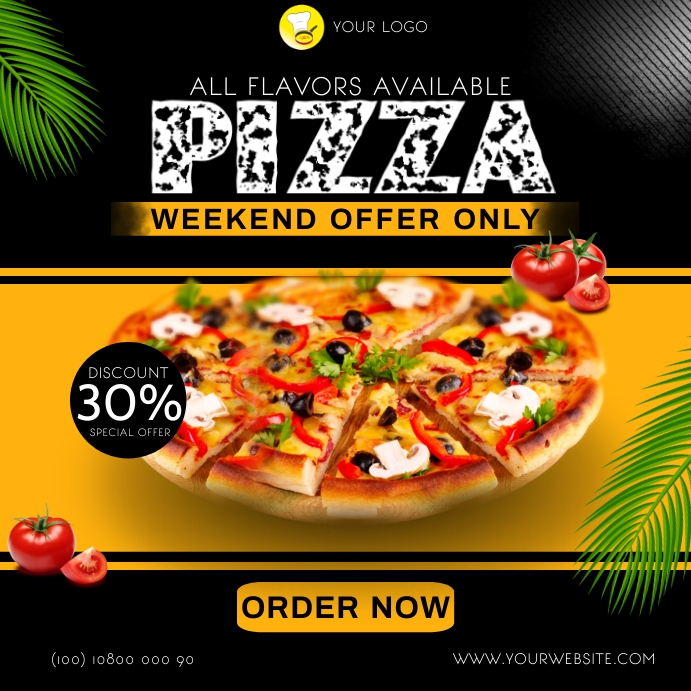 YOUR LOGO
ALL FLAVORS AVAILABLE
PIZZA
WEEKEND OFFER ONLY
DISCOUNT
30%
SPECIAL OFFER
ORDER NOW
(100) 10800 000 90
WWW.YOURWEBSITE.COM